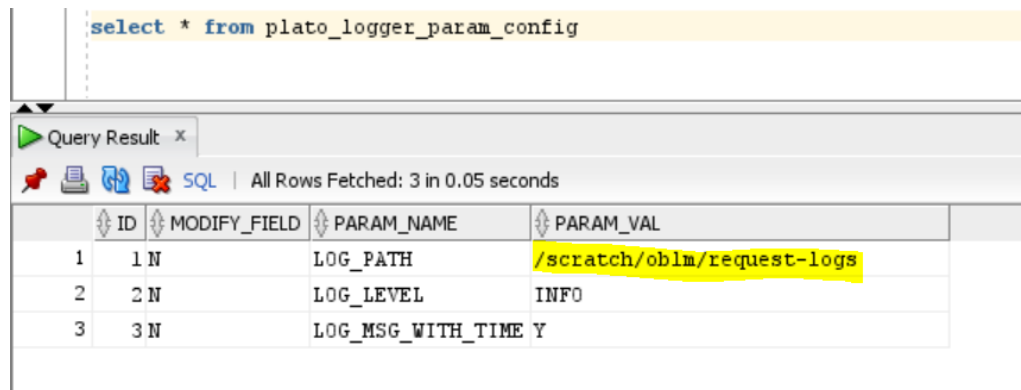 select * from plato_logger_param_config
Query Result x
SQL | All Rows Fetched: 3 in 0.05 seconds
ID MODIFY_FIELD PARAM_NAME PARAM_VAL
1 1 N LOG_PATH /scratch/oblm/request-logs
2 2 N LOG_LEVEL INFO
3 3 N LOG_MSG_WITH_TIME Y